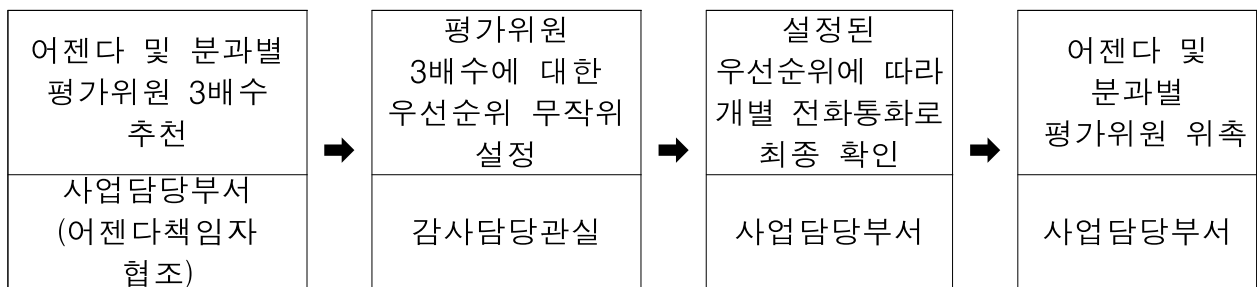 어젠다 및 분과별
평가위원 3배수
추천
사업담당부서
(어젠다책임자
협조)
➡
평가위원
3배수에 대한
우선순위 무작위
설정
감사담당관실
➡
설정된
우선순위에 따라
개별 전화통화로
최종 확인
사업담당부서
➡
어젠다 및
분과별
평가위원 위촉
사업담당부서